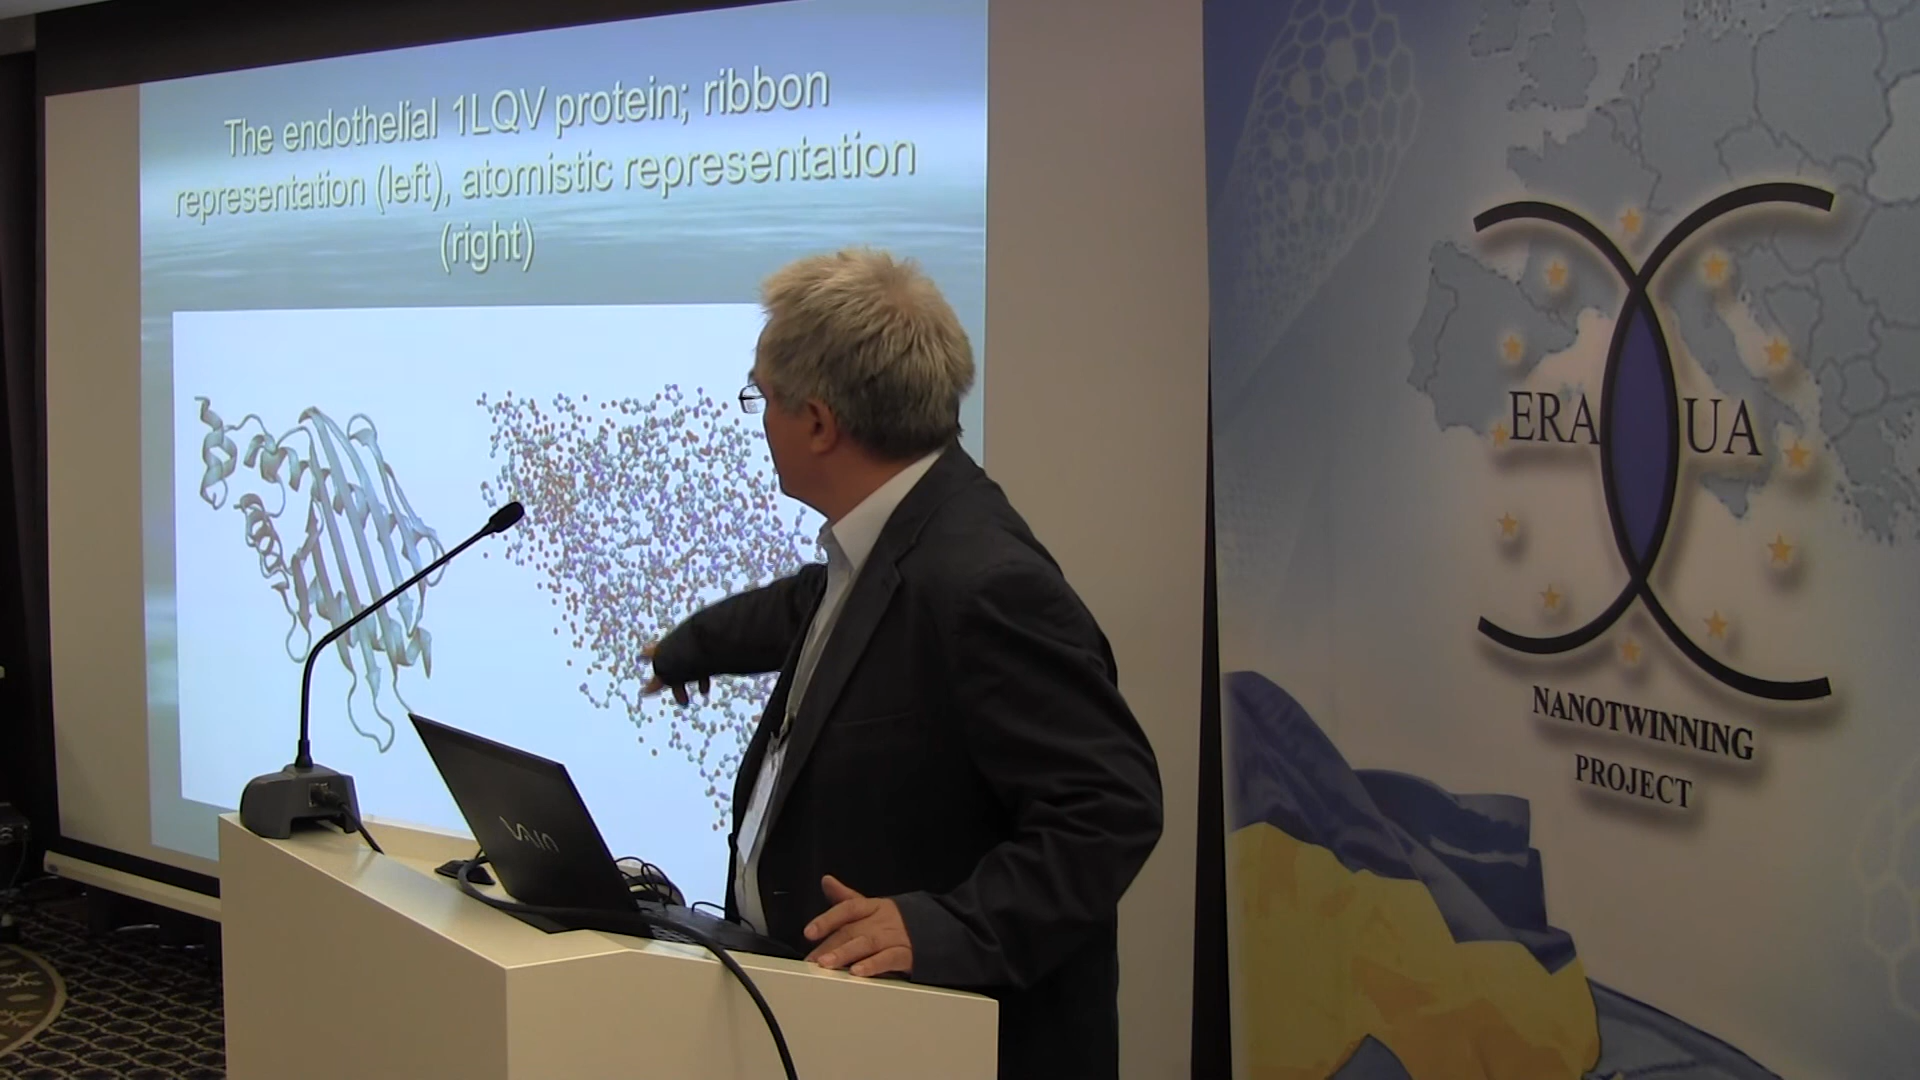 The endothelial 1LQV protein; ribbon
representation (left), atomistic representation
(right)
VAIO
ERA UA
NANOTWINNING
PROJECT